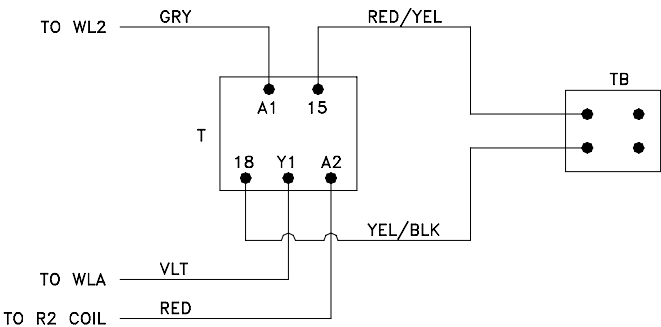 TO WL2 GRY RED/YEL
TB
A1 15
T
18 Y1 A2
YEL/BLK
TO WLA VLT
TO R2 COIL RED